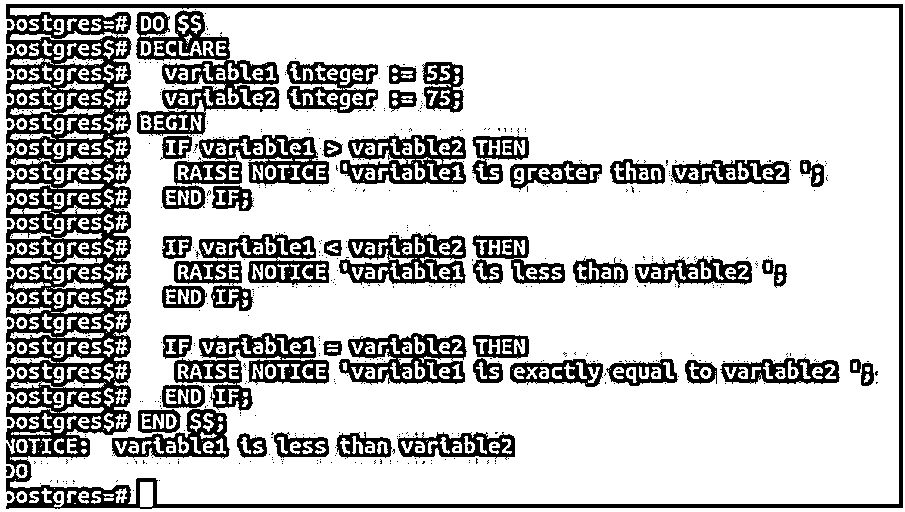 postgres=# DO $$
postgres$# DECLARE
postgres$#   variable1 integer := 55;
postgres$#   variable2 integer := 75;
postgres$# BEGIN
postgres$#   IF variable1 > variable2 THEN
postgres$#    RAISE NOTICE 'variable1 is greater than variable2 ';
postgres$#   END IF;
postgres$#
postgres$#   IF variable1 < variable2 THEN
postgres$#    RAISE NOTICE 'variable1 is less than variable2 ';
postgres$#   END IF;
postgres$#
postgres$#   IF variable1 = variable2 THEN
postgres$#    RAISE NOTICE 'variable1 is exactly equal to variable2 ';
postgres$#   END IF;
postgres$# END $$;
NOTICE:  variable1 is less than variable2
DO
postgres=#